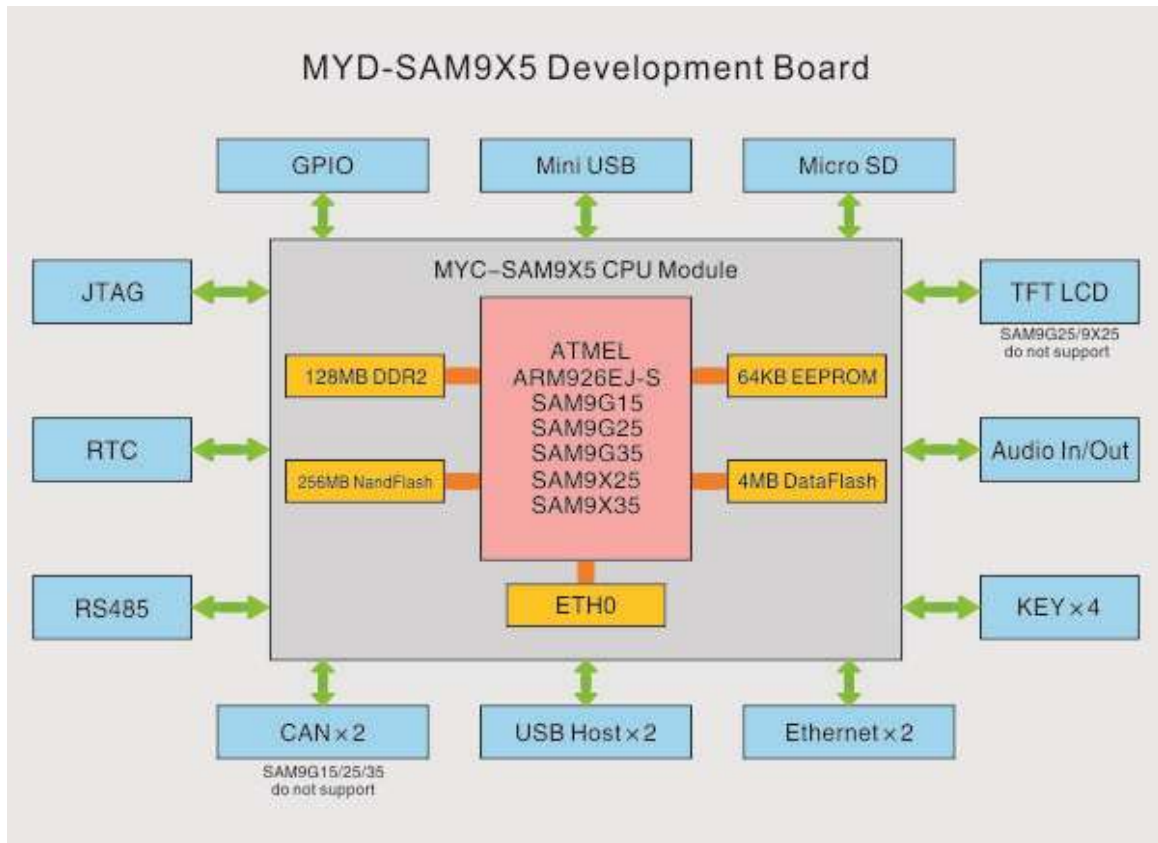 MYD-SAM9X5 Development Board
GPIO
Mini USB
Micro SD
MYC-SAM9X5 CPU Module
JTAG
TFT LCD
SAM9G25/9X25
do not support
ATMEL
ARM926EJ-S
SAM9G15
SAM9G25
SAM9G35
SAM9X25
SAM9X35
128MB DDR2
64KB EEPROM
RTC
Audio In/Out
256MB NandFlash
4MB DataFlash
RS485
ETH0
KEY×4
CAN×2
SAM9G15/25/35
do not support
USB Host×2
Ethernet×2